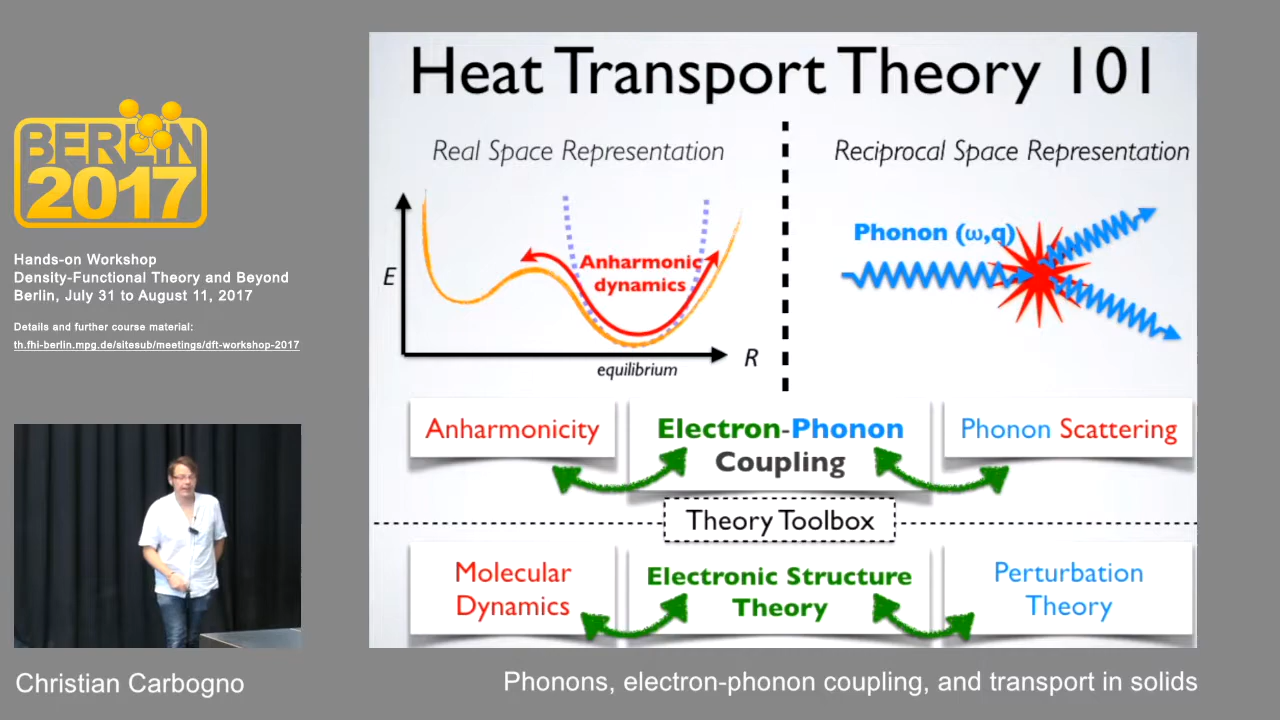 BERLIN
2017
Hands-on Workshop
Density-Functional Theory and Beyond
Berlin, July 31 to August 11, 2017
Details and further course material:
th.fhi-berlin.mpg.de/sitesub/meetings/dft-workshop-2017
Heat Transport Theory 101
Real Space Representation
Reciprocal Space Representation
E
Anharmonic
dynamics
equilibrium
R
Phonon (ω,q)
Anharmonicity
Electron-Phonon
Coupling
Phonon Scattering
Theory Toolbox
Molecular
Dynamics
Electronic Structure
Theory
Perturbation
Theory
Christian Carbogno
Phonons, electron-phonon coupling, and transport in solids